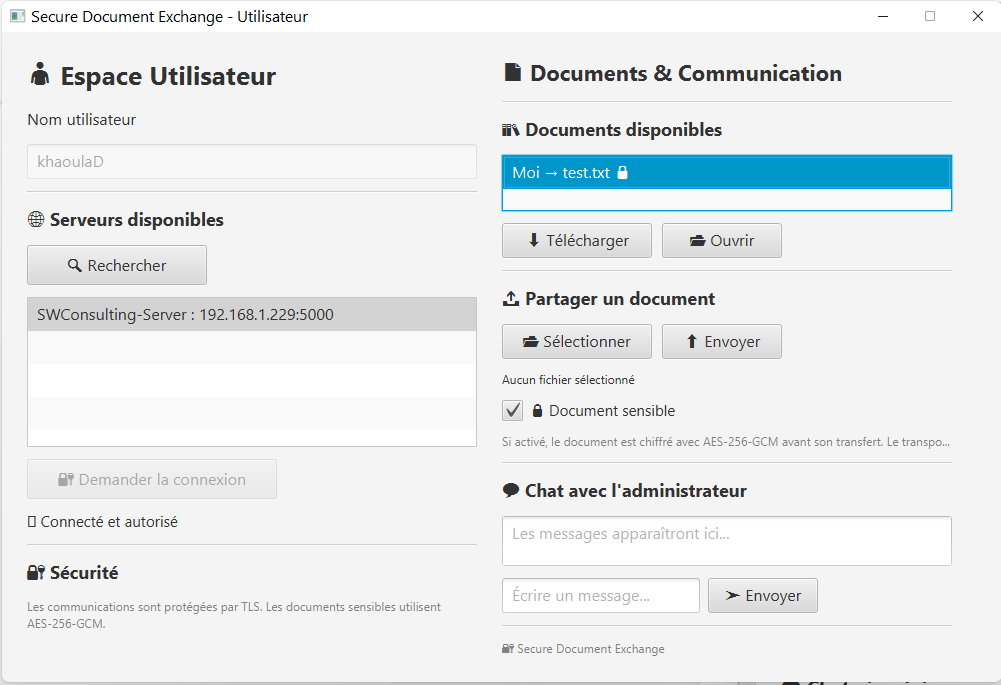 Secure Document Exchange - Utilisateur
Espace Utilisateur
Nom utilisateur
khaoulaD
Serveurs disponibles
Rechercher
SWConsulting-Server : 192.168.1.229:5000
Demander la connexion
Connecté et autorisé
Sécurité
Les communications sont protégées par TLS. Les documents sensibles utilisent
AES-256-GCM.
Documents & Communication
Documents disponibles
Moi → test.txt
Télécharger
Ouvrir
Partager un document
Sélectionner
Envoyer
Aucun fichier sélectionné
Document sensible
Si activé, le document est chiffré avec AES-256-GCM avant son transfert. Le transpo...
Chat avec l'administrateur
Les messages apparaîtront ici...
Écrire un message...
Envoyer
Secure Document Exchange